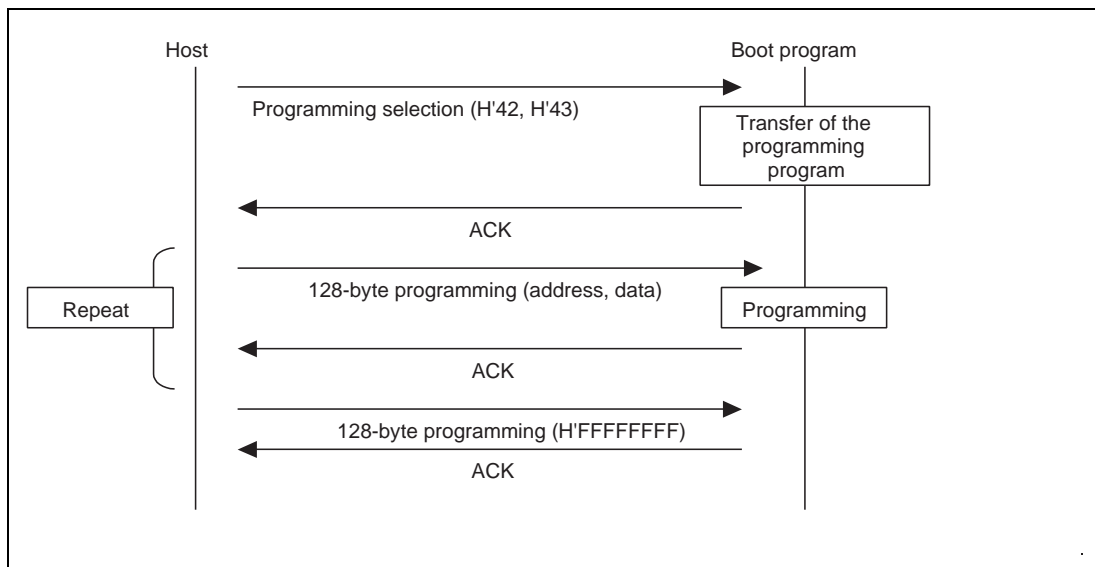 Host
Boot program
Programming selection (H'42, H'43)
Transfer of the
programming
program
ACK
128-byte programming (address, data)
Repeat
Programming
ACK
128-byte programming (H'FFFFFFFF)
ACK